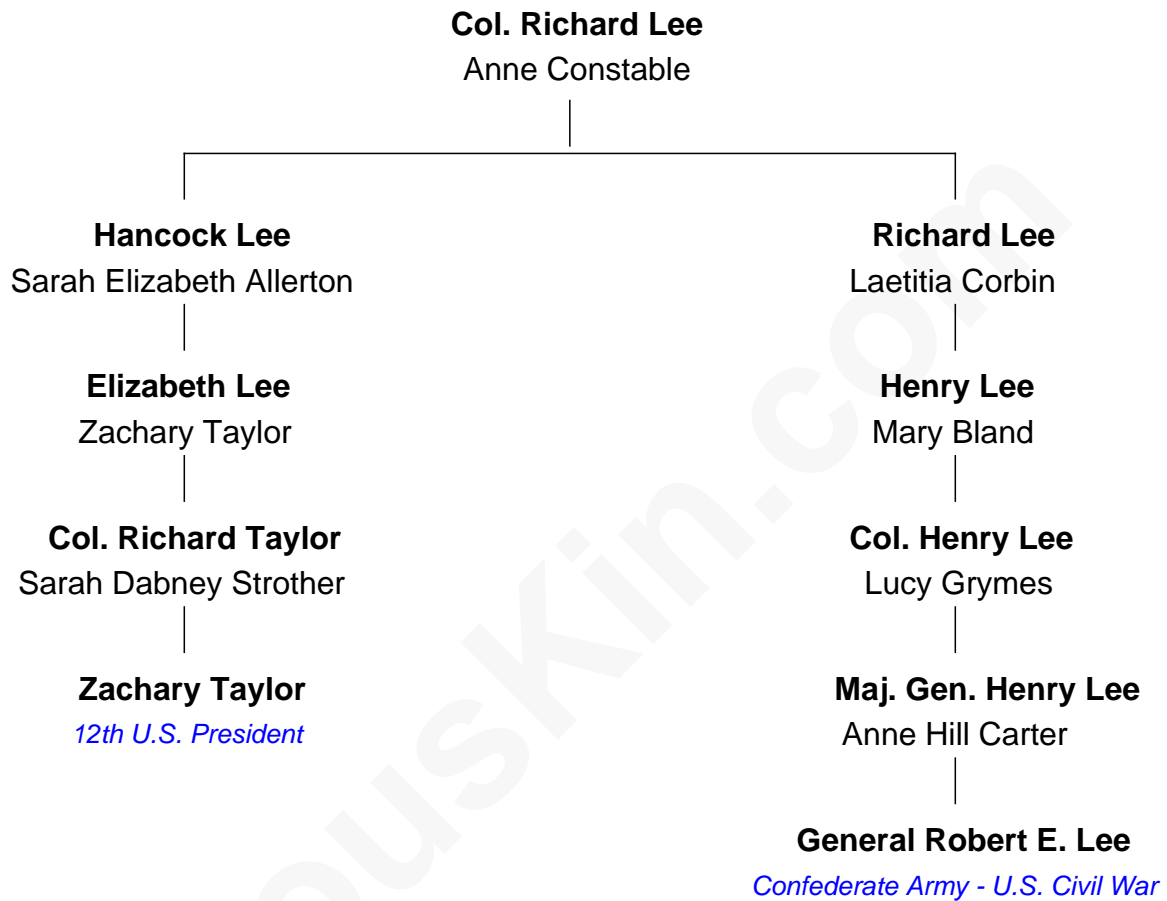 Col. Richard Lee
Anne Constable
Hancock Lee
Sarah Elizabeth Allerton
Richard Lee
Laetitia Corbin
Elizabeth Lee
Zachary Taylor
Henry Lee
Mary Bland
Col. Richard Taylor
Sarah Dabney Strother
Col. Henry Lee
Lucy Grymes
Zachary Taylor
12th U.S. President
Maj. Gen. Henry Lee
Anne Hill Carter
General Robert E. Lee
Confederate Army - U.S. Civil War
ousKin.com